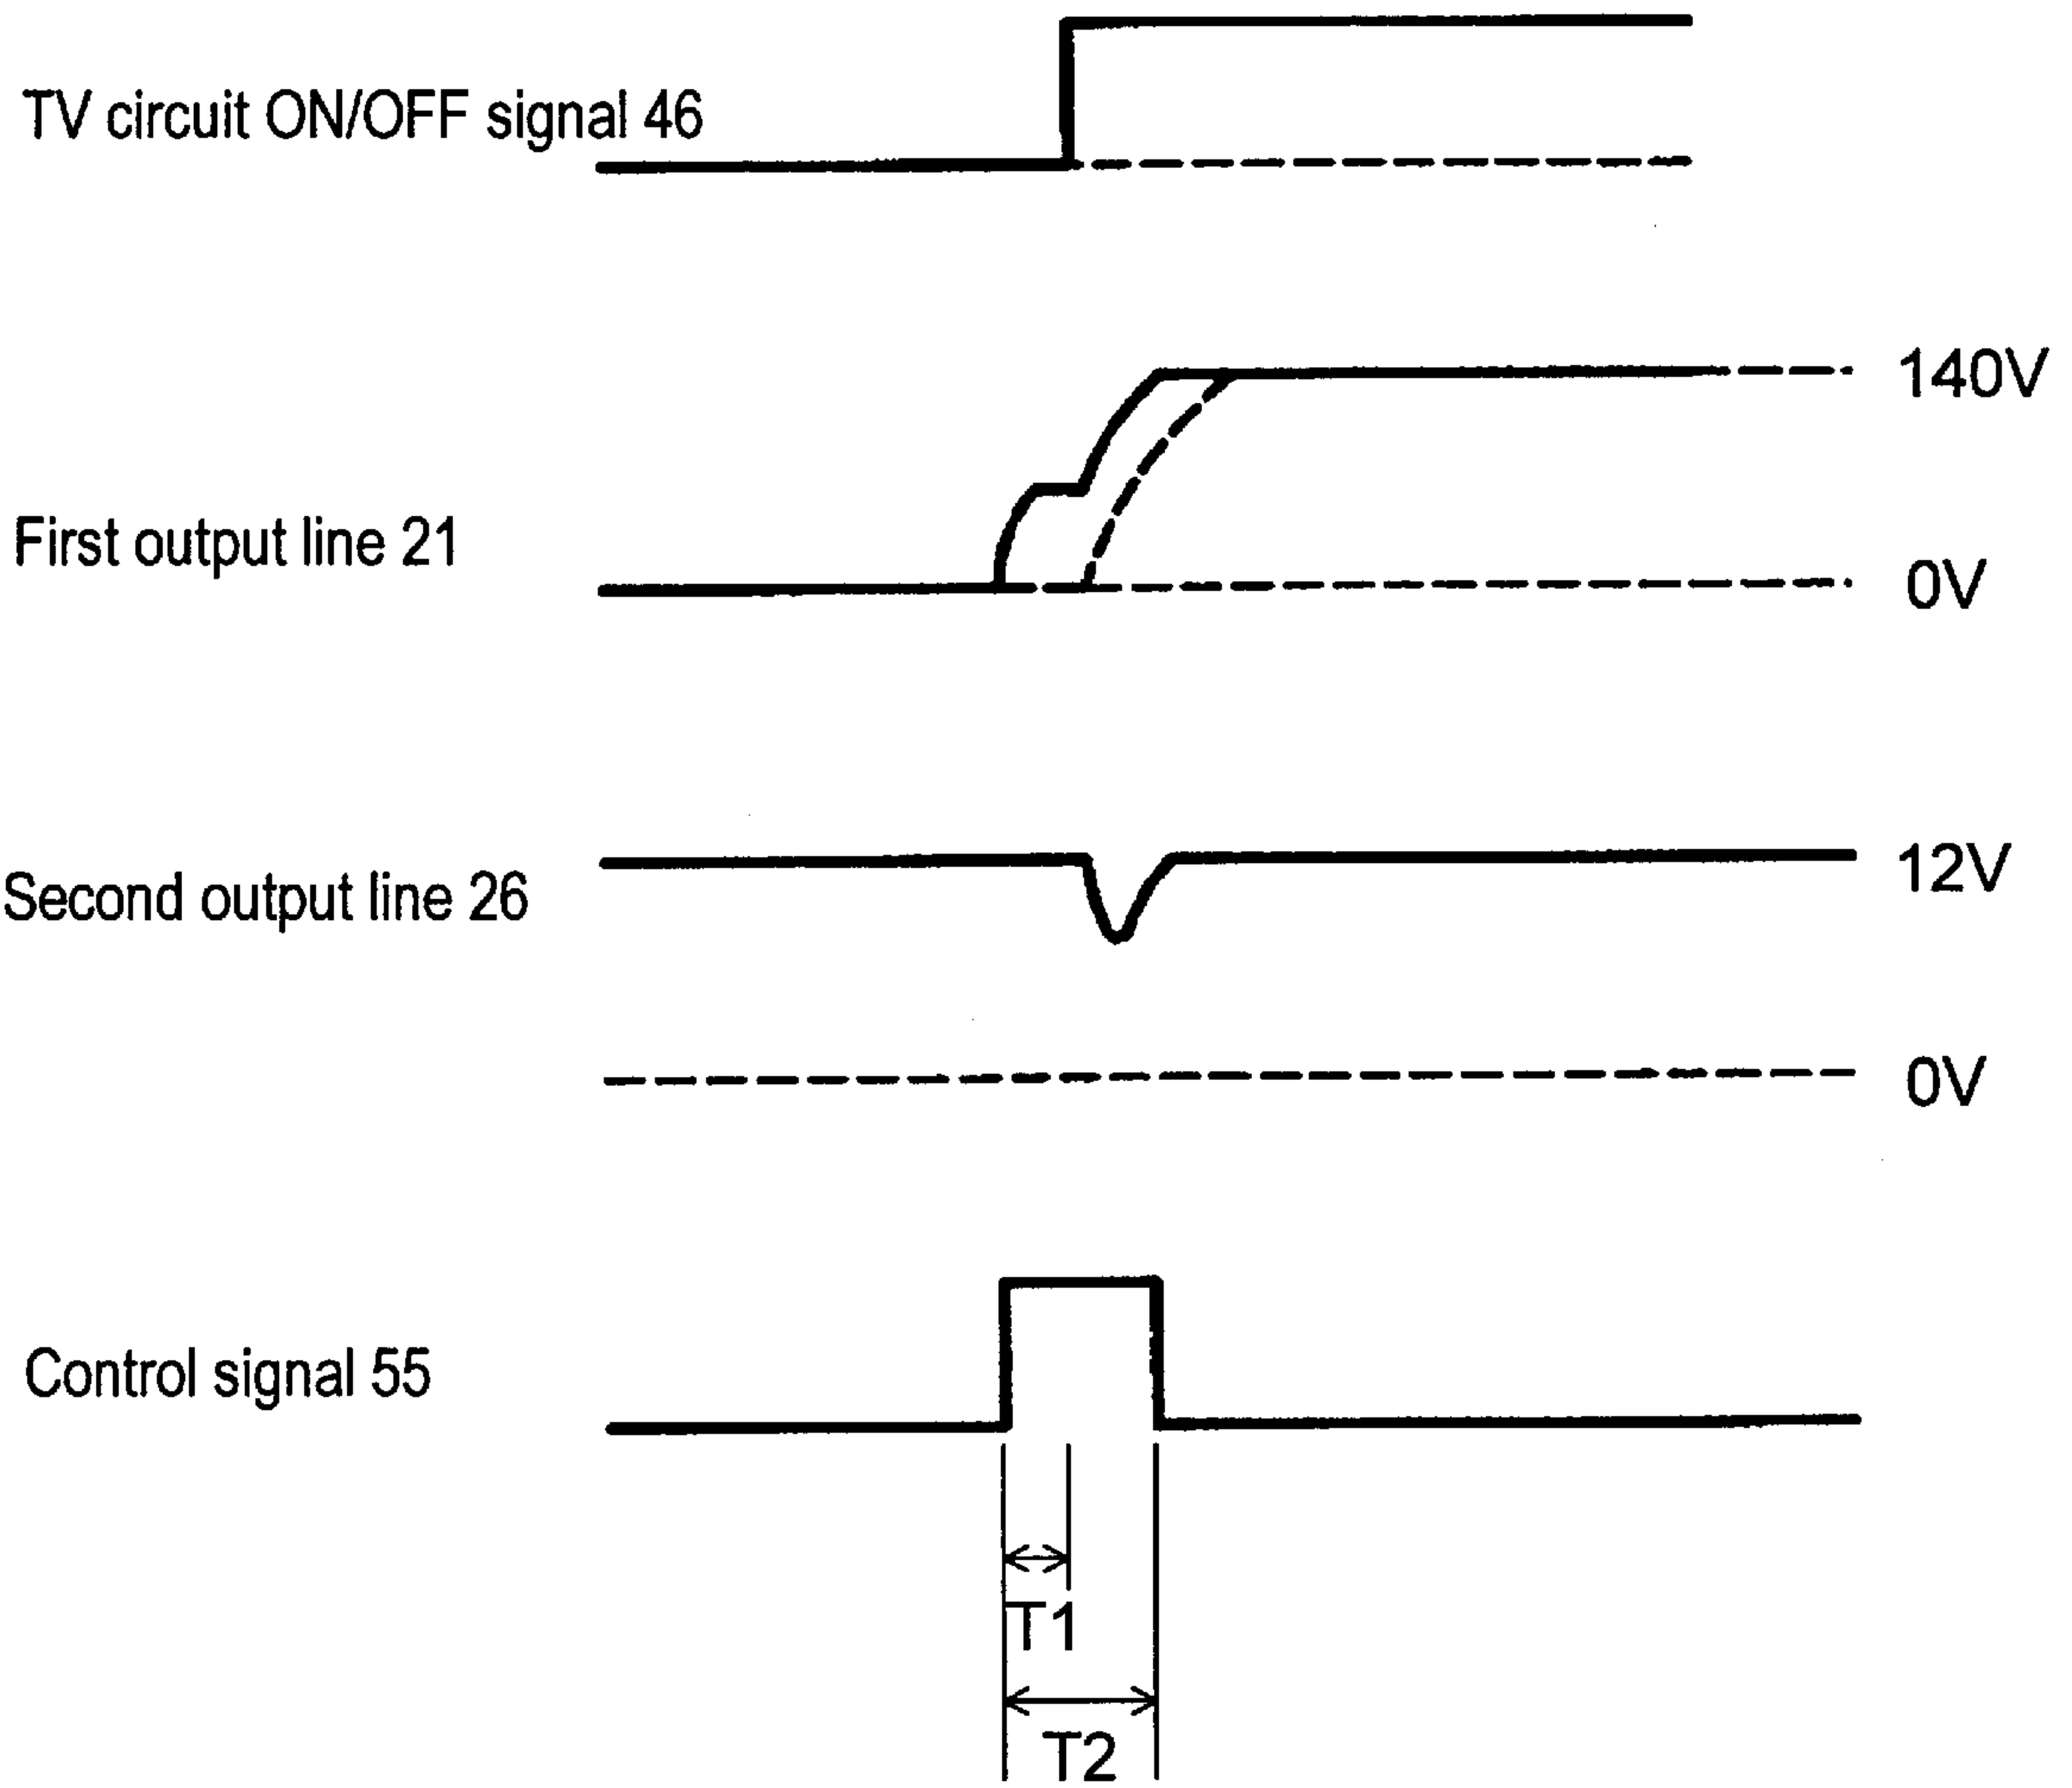 TV circuit ON/OFF signal 46
140V
First output line 21
0V
12V
Second output line 26
0V
Control signal 55
T1
T2